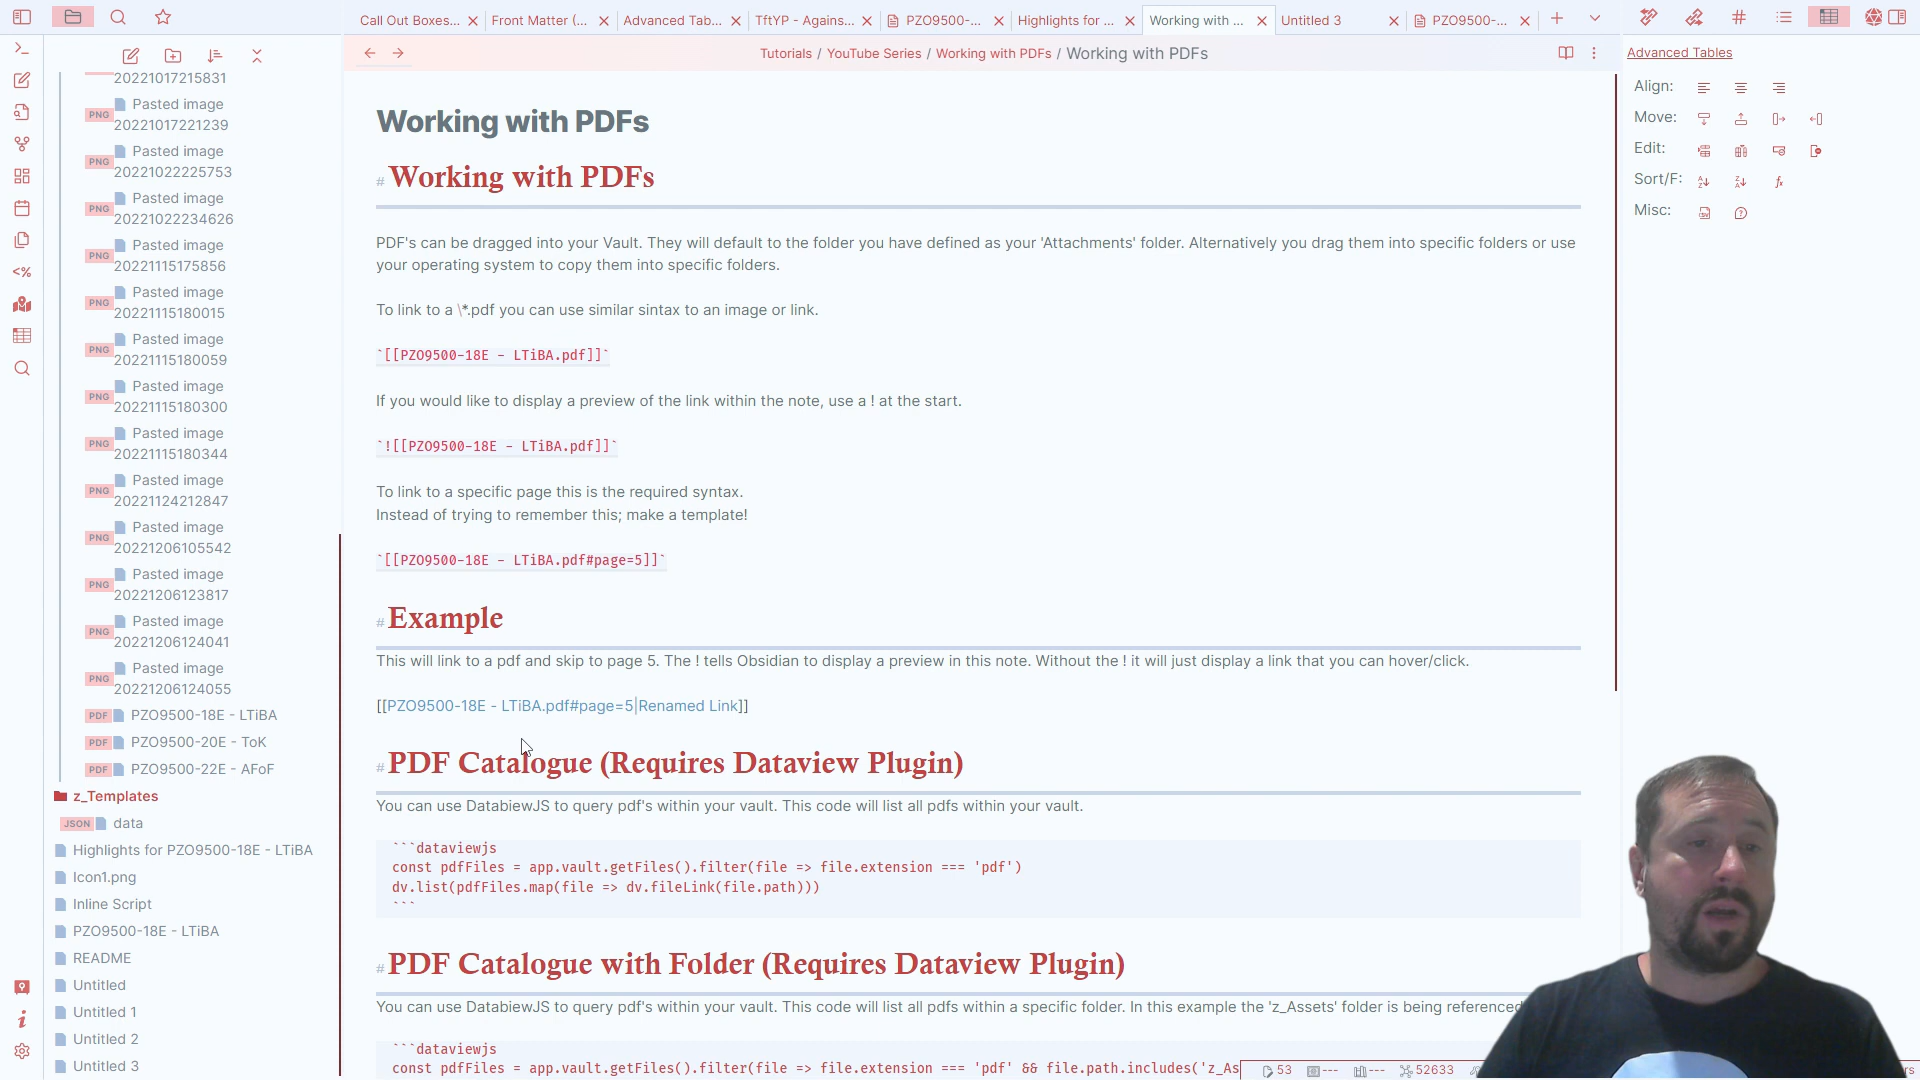 Call Out Boxes...
Front Matter (...
Advanced Tab...
TftYP - Agains...
PZO9500-...
Highlights for ...
Working with ...
Untitled 3
PZO9500-...
Tutorials / YouTube Series / Working with PDFs / Working with PDFs
Advanced Tables
Align:
Move:
Edit:
Sort/F:
Misc:
20221017215831
PNG Pasted image
20221017221239
PNG Pasted image
20221022225753
PNG Pasted image
20221022234626
PNG Pasted image
20221115175856
PNG Pasted image
20221115180015
PNG Pasted image
20221115180059
PNG Pasted image
20221115180300
PNG Pasted image
20221115180344
PNG Pasted image
20221124212847
PNG Pasted image
20221206105542
PNG Pasted image
20221206123817
PNG Pasted image
20221206124041
PNG Pasted image
20221206124055
PDF PZO9500-18E - LTiBA
PDF PZO9500-20E - ToK
PDF PZO9500-22E - AFoF
z_Templates
JSON data
Highlights for PZO9500-18E - LTiBA
Icon1.png
Inline Script
PZO9500-18E - LTiBA
README
Untitled
Untitled 1
Untitled 2
Untitled 3
Working with PDFs
# Working with PDFs
PDF's can be dragged into your Vault. They will default to the folder you have defined as your 'Attachments' folder. Alternatively you drag them into specific folders or use
your operating system to copy them into specific folders.
To link to a \*.pdf you can use similar sintax to an image or link.
`[[PZO9500-18E - LTiBA.pdf]]`
If you would like to display a preview of the link within the note, use a ! at the start.
`![[PZO9500-18E - LTiBA.pdf]]`
To link to a specific page this is the required syntax.
Instead of trying to remember this; make a template!
`[[PZO9500-18E - LTiBA.pdf#page=5]]`
# Example
This will link to a pdf and skip to page 5. The ! tells Obsidian to display a preview in this note. Without the ! it will just display a link that you can hover/click.
[[PZO9500-18E - LTiBA.pdf#page=5|Renamed Link]]
# PDF Catalogue (Requires Dataview Plugin)
You can use DatabiewJS to query pdf's within your vault. This code will list all pdfs within your vault.
```dataviewjs
const pdfFiles = app.vault.getFiles().filter(file => file.extension === 'pdf')
dv.list(pdfFiles.map(file => dv.fileLink(file.path)))
```
# PDF Catalogue with Folder (Requires Dataview Plugin)
You can use DatabiewJS to query pdf's within your vault. This code will list all pdfs within a specific folder. In this example the 'z_Assets' folder is being referenced
```dataviewjs
const pdfFiles = app.vault.getFiles().filter(file => file.extension === 'pdf' && file.path.includes('z_As
53 --- --- 52633